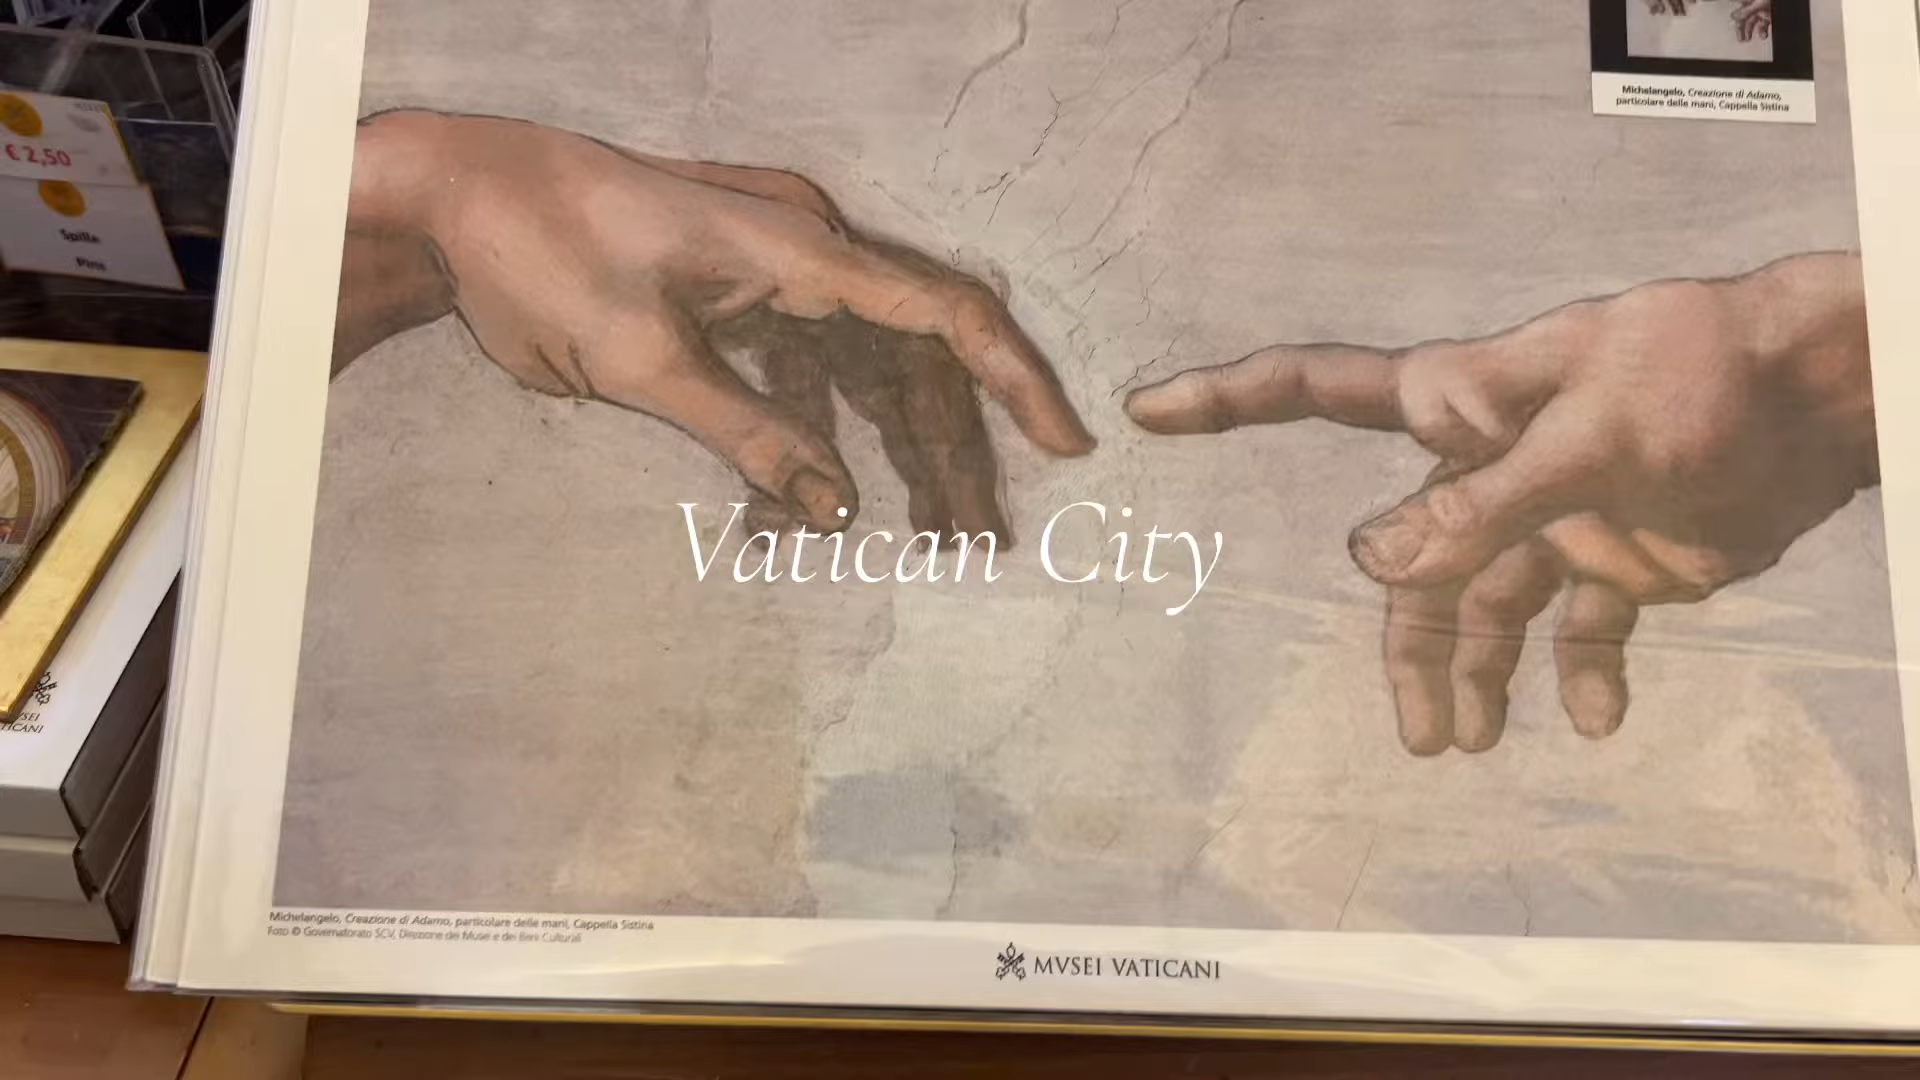 Michelangelo, Creazione di Adamo,
particolare delle mani, Cappella Sistina
€ 2,50
Spille
Pins
Vatican City
MVSEI
VATICANI
Michelangelo, Creazione di Adamo, particolare delle mani, Cappella Sistina
Foto © Governatorato SCV, Direzione dei Musei e dei Beni Culturali
MVSEI VATICANI